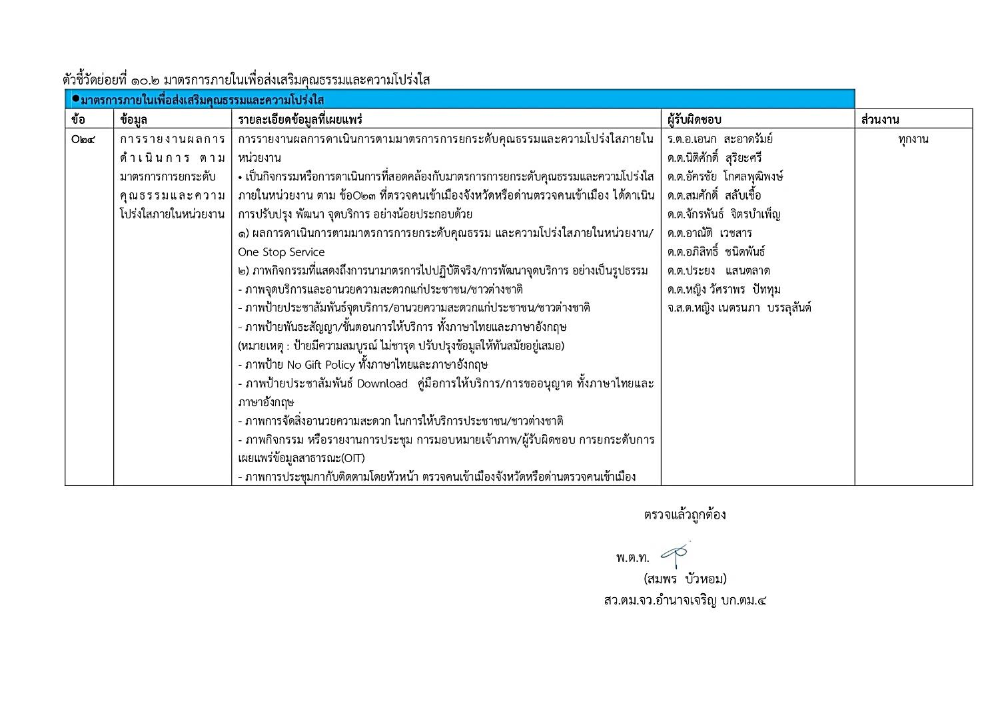 ตัวชี้วัดย่อยที่ ๑๐.๒ มาตรการภายในเพื่อส่งเสริมคุณธรรมและความโปร่งใส
●มาตรการภายในเพื่อส่งเสริมคุณธรรมและความโปร่งใส
ข้อ ข้อมูล รายละเอียดข้อมูลที่เผยแพร่ ผู้รับผิดชอบ ส่วนงาน
O๒๔
การรายงานผลการ
ดำเนินการ ตาม
มาตรการการยกระดับ
คุณธรรมและความ
โปร่งใสภายในหน่วยงาน
การรายงานผลการดาเนินการตามมาตรการการยกระดับคุณธรรมและความโปร่งใสภายใน
หน่วยงาน
• เป็นกิจกรรมหรือการดาเนินการที่สอดคล้องกับมาตรการการยกระดับคุณธรรมและความโปร่งใส
ภายในหน่วยงาน ตาม ข้อO๒๓ ที่ตรวจคนเข้าเมืองจังหวัดหรือด่านตรวจคนเข้าเมือง ได้ดาเนิน
การปรับปรุง พัฒนา จุดบริการ อย่างน้อยประกอบด้วย
๑) ผลการดาเนินการตามมาตรการการยกระดับคุณธรรม และความโปร่งใสภายในหน่วยงาน/
One Stop Service
๒) ภาพกิจกรรมที่แสดงถึงการนามาตรการไปปฏิบัติจริง/การพัฒนาจุดบริการ อย่างเป็นรูปธรรม
- ภาพจุดบริการและอานวยความสะดวกแก่ประชาชน/ชาวต่างชาติ
- ภาพป้ายประชาสัมพันธ์จุดบริการ/อานวยความสะดวกแก่ประชาชน/ชาวต่างชาติ
- ภาพป้ายพันธะสัญญา/ขั้นตอนการให้บริการ ทั้งภาษาไทยและภาษาอังกฤษ
(หมายเหตุ : ป้ายมีความสมบูรณ์ ไม่ชารุด ปรับปรุงข้อมูลให้ทันสมัยอยู่เสมอ)
- ภาพป้าย No Gift Policy ทั้งภาษาไทยและภาษาอังกฤษ
- ภาพป้ายประชาสัมพันธ์ Download คู่มือการให้บริการ/การขออนุญาต ทั้งภาษาไทยและ
ภาษาอังกฤษ
- ภาพการจัดสิ่งอานวยความสะดวก ในการให้บริการประชาชน/ชาวต่างชาติ
- ภาพกิจกรรม หรือรายงานการประชุม การมอบหมายเจ้าภาพ/ผู้รับผิดชอบ การยกระดับการ
เผยแพร่ข้อมูลสาธารณะ(OIT)
- ภาพการประชุมกากับติดตามโดยหัวหน้า ตรวจคนเข้าเมืองจังหวัดหรือด่านตรวจคนเข้าเมือง
ร.ต.อ.เอนก สะอาดรัมย์
ด.ต.นิติศักดิ์ สุริยะศรี
ด.ต.อัครชัย โกศลพุฒิพงษ์
ด.ต.สมศักดิ์ สลับเชื้อ
ด.ต.จักรพันธ์ จิตรบำเพ็ญ
ด.ต.อาณัติ เวชสาร
ด.ต.อภิสิทธิ์ ชนิดพันธ์
ด.ต.ประยง แสนตลาด
ด.ต.หญิง วัศราพร ปัททุม
จ.ส.ต.หญิง เนตรนภา บรรลุสันต์
ทุกงาน
ตรวจแล้วถูกต้อง
พ.ต.ท.
(สมพร บัวหอม)
สว.ตม.จว.อำนาจเจริญ บก.ตม.๔